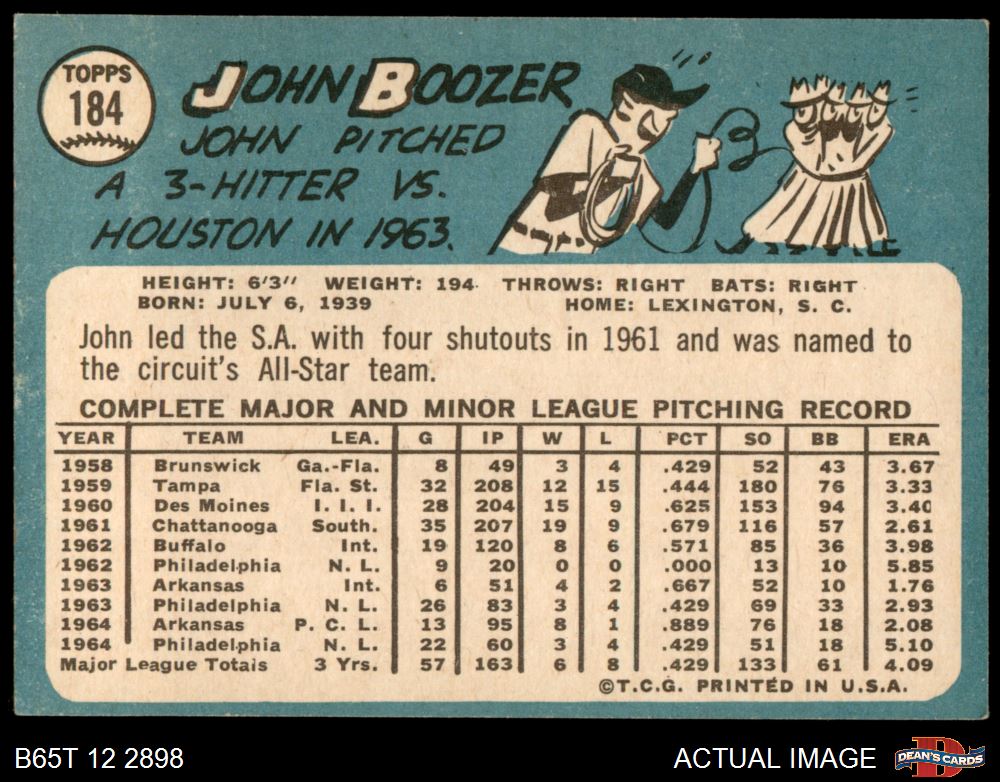 TOPPS
184
JOHN BOOZER
JOHN PITCHED
A 3-HITTER VS.
HOUSTON IN 1963.
HEIGHT: 6'3" WEIGHT: 194 THROWS: RIGHT BATS: RIGHT
BORN: JULY 6, 1939 HOME: LEXINGTON, S. C.
John led the S.A. with four shutouts in 1961 and was named to
the circuit's All-Star team.
COMPLETE MAJOR AND MINOR LEAGUE PITCHING RECORD
YEAR TEAM LEA. G IP W L PCT SO BB ERA
1958 Brunswick Ga.-Fla. 8 49 3 4 .429 52 43 3.67
1959 Tampa Fla. St. 32 208 12 15 .444 180 76 3.33
1960 Des Moines I. I. I. 28 204 15 9 .625 153 94 3.40
1961 Chattanooga South. 35 207 19 9 .679 116 57 2.61
1962 Buffalo Int. 19 120 8 6 .571 85 36 3.98
1962 Philadelphia N. L. 9 20 0 0 .000 13 10 5.85
1963 Arkansas Int. 6 51 4 2 .667 52 10 1.76
1963 Philadelphia N. L. 26 83 3 4 .429 69 33 2.93
1964 Arkansas P. C. L. 13 95 8 1 .889 76 18 2.08
1964 Philadelphia N. L. 22 60 3 4 .429 51 18 5.10
Major League Totals 3 Yrs. 57 163 6 8 .429 133 61 4.09
©T.C.G. PRINTED IN U.S.A.
B65T 12 2898 ACTUAL IMAGE
D
DEAN'S CARDS